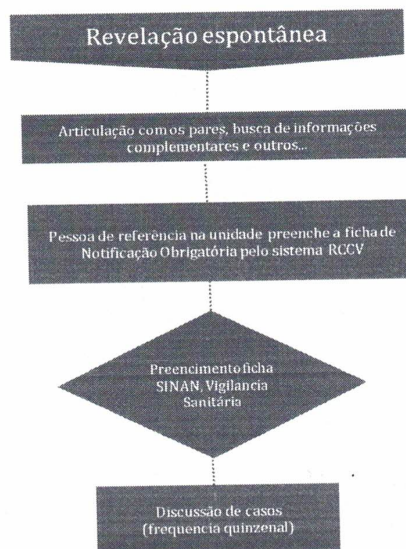 Revelação espontânea
Articulação com os pares, busca de informações
complementares e outros...
Pessoa de referência na unidade preenche a ficha de
Notificação Obrigatória pelo sistema RCCV
Preencimento ficha
SINAN, Vigilancia
Sanitária
Discussão de casos
(frequencia quinzenal)